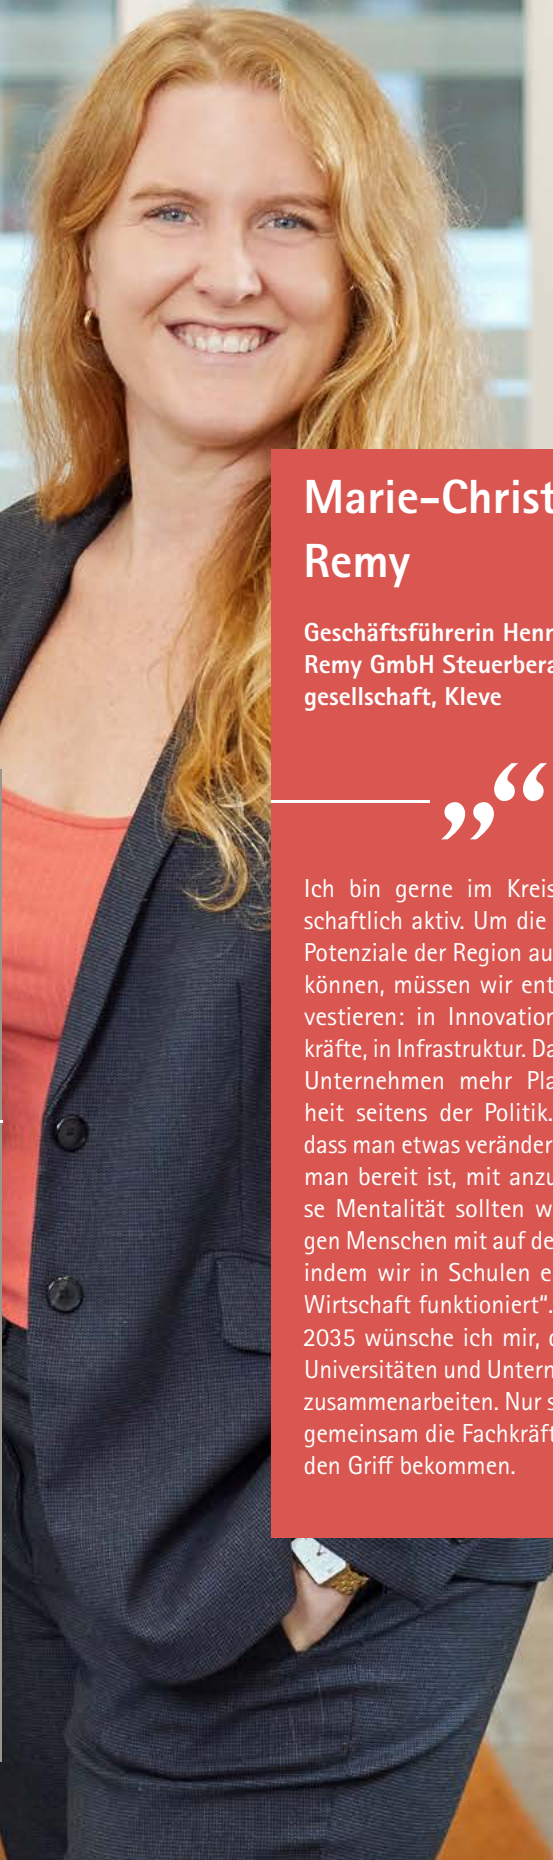 Marie-Christ
Remy
Geschäftsführerin Henr
Remy GmbH Steuerbera
gesellschaft, Kleve
„“
Ich bin gerne im Kreis
schaftlich aktiv. Um die
Potenziale der Region au
können, müssen wir ent
vestieren: in Innovation
kräfte, in Infrastruktur. Da
Unternehmen mehr Pla
heit seitens der Politik.
dass man etwas veränder
man bereit ist, mit anzu
se Mentalität sollten w
gen Menschen mit auf de
indem wir in Schulen e
Wirtschaft funktioniert“.
2035 wünsche ich mir, d
Universitäten und Untern
zusammenarbeiten. Nur s
gemeinsam die Fachkräft
den Griff bekommen.